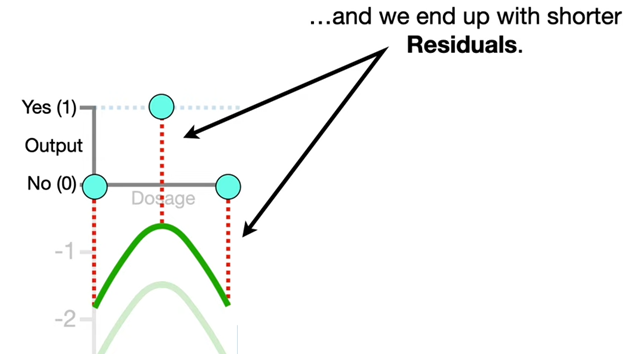 ...and we end up with shorter
Residuals.
Yes (1)
Output
No (0)
Dosage
-1
-2